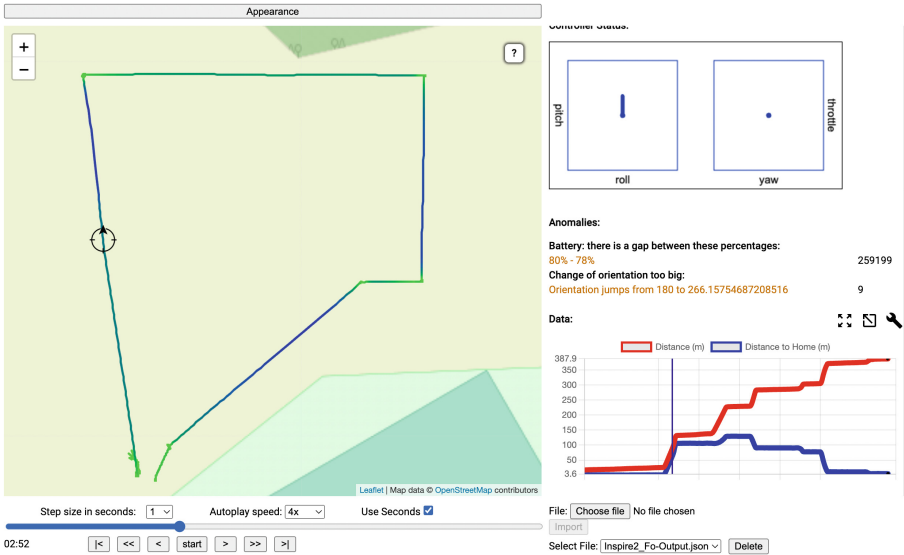 Appearance
+
−
?
Leaflet | Map data © OpenStreetMap contributors
Step size in seconds: 1
Autoplay speed: 4x
Use Seconds
02:52
|< << < start > >> >|
Controller Status:
pitch
roll
throttle
yaw
Anomalies:
Battery: there is a gap between these percentages:
80% - 78% 259199
Change of orientation too big:
Orientation jumps from 180 to 266.15754687208516 9
Data:
Distance (m) Distance to Home (m)
387.9
350
300
250
200
150
100
50
3.6
File: Choose file No file chosen
Import
Select File: Inspire2_Fo-Output.json Delete